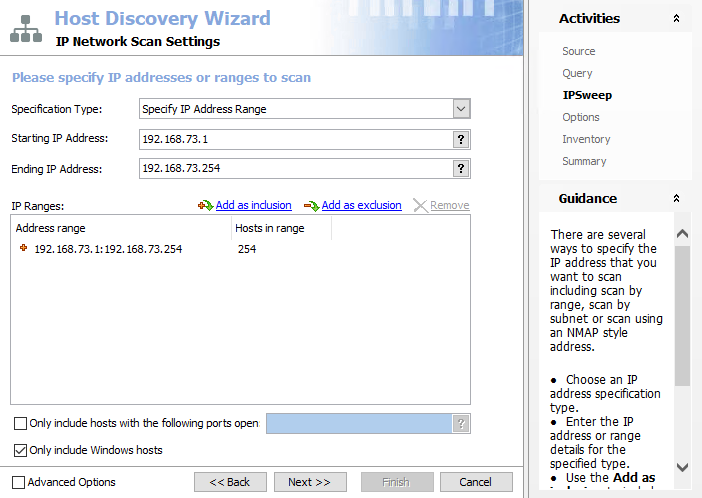 Host Discovery Wizard
IP Network Scan Settings
Please specify IP addresses or ranges to scan
Specification Type: Specify IP Address Range
Starting IP Address: 192.168.73.1 ?
Ending IP Address: 192.168.73.254 ?
IP Ranges: Add as inclusion Add as exclusion Remove
Address range Hosts in range
192.168.73.1:192.168.73.254 254
Only include hosts with the following ports open: ?
Only include Windows hosts
Advanced Options << Back Next >> Finish Cancel
Activities
Source
Query
IPSweep
Options
Inventory
Summary
Guidance
There are several
ways to specify the
IP address that you
want to scan
including scan by
range, scan by
subnet or scan using
an NMAP style
address.
● Choose an IP
address specification
type.
● Enter the IP
address or range
details for the
specified type.
● Use the Add as